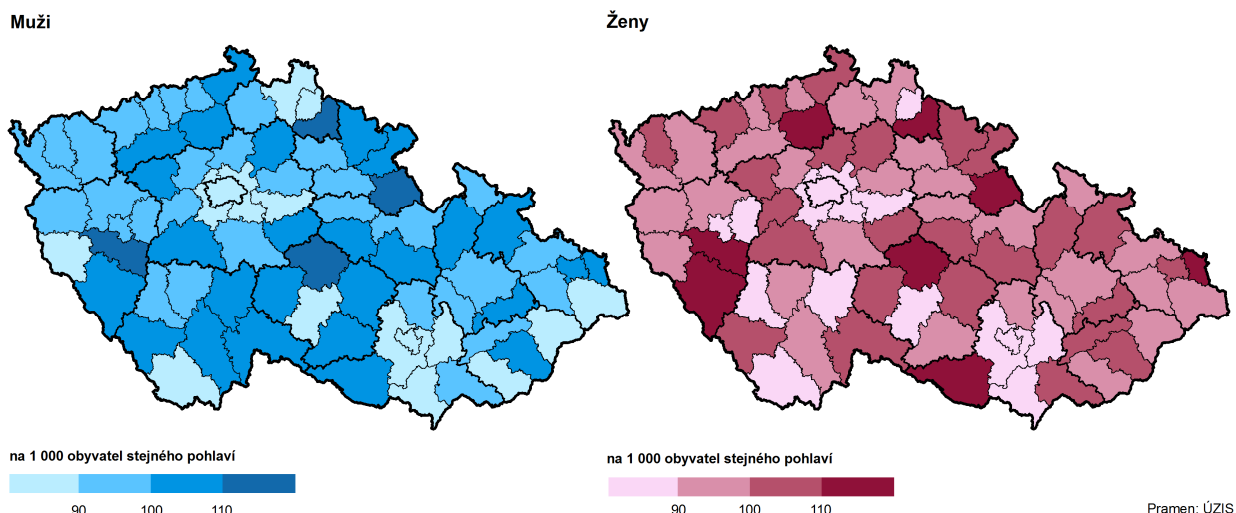 Muži
Ženy
na 1 000 obyvatel stejného pohlaví
90 100 110
na 1 000 obyvatel stejného pohlaví
90 100 110
Pramen: ÚZIS